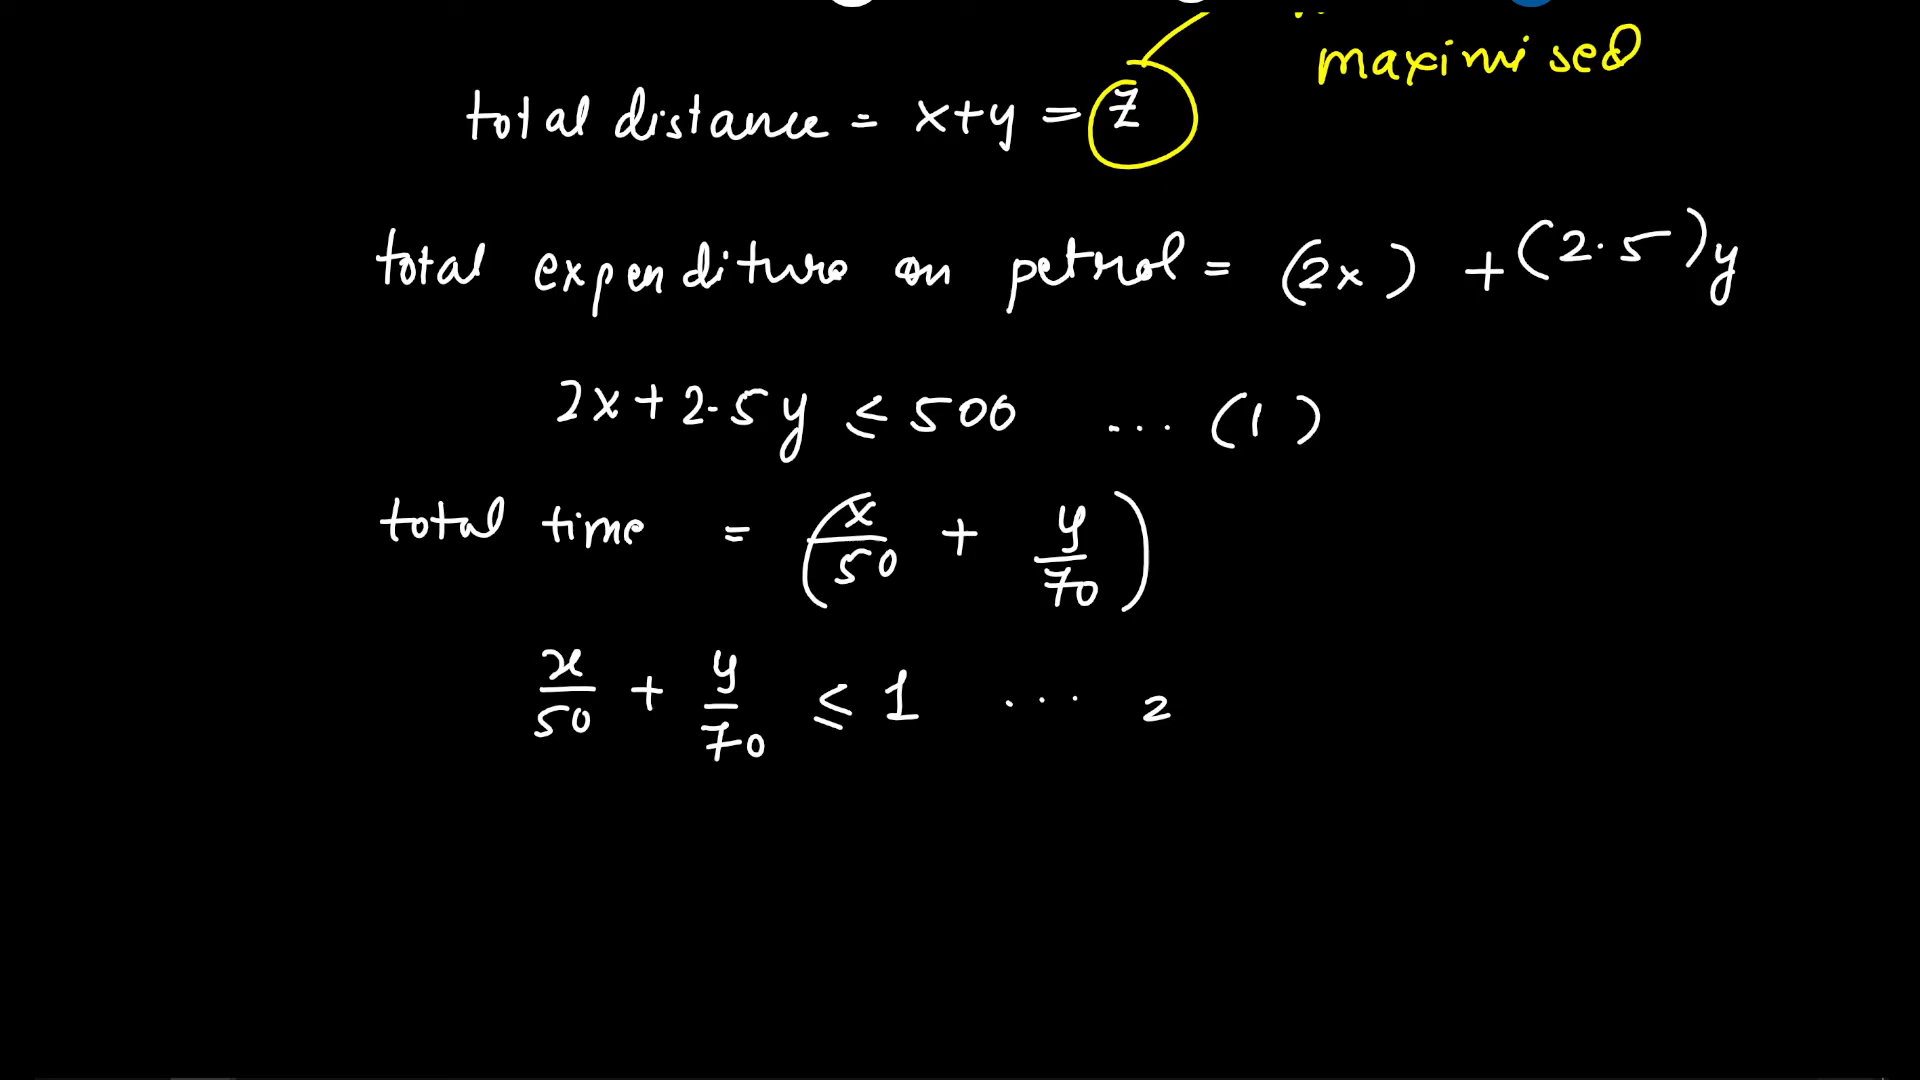 maximised
total distance = x+y = Z
total expenditure on petrol = (2x) + (2.5)y
2x + 2.5y ≤ 500 ... (1)
total time = (x/50 + y/70)
x/50 + y/70 ≤ 1 ... 2